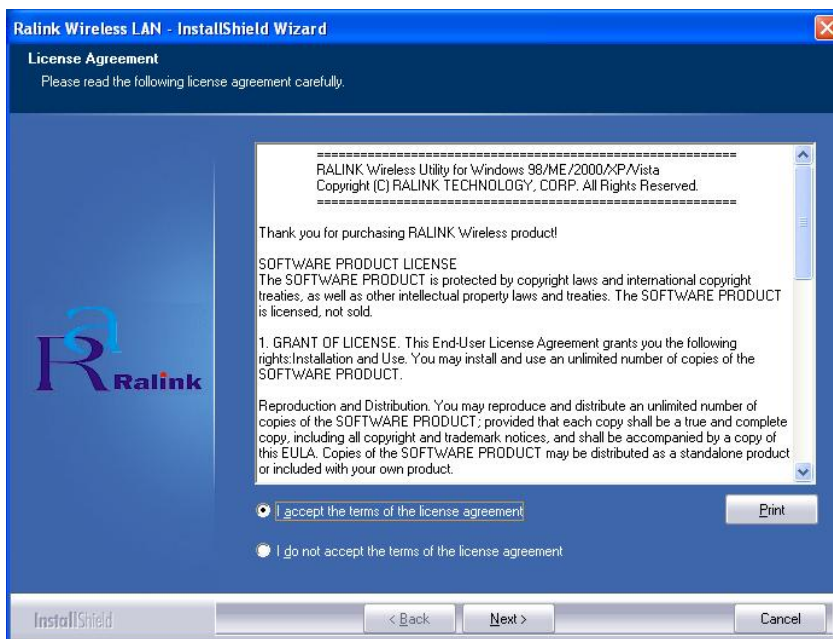 Ralink Wireless LAN - InstallShield Wizard
License Agreement
Please read the following license agreement carefully.
==========================================================
RALINK Wireless Utility for Windows 98/ME/2000/XP/Vista
Copyright (C) RALINK TECHNOLOGY, CORP. All Rights Reserved.
==========================================================
Thank you for purchasing RALINK Wireless product!
SOFTWARE PRODUCT LICENSE
The SOFTWARE PRODUCT is protected by copyright laws and international copyright
treaties, as well as other intellectual property laws and treaties. The SOFTWARE PRODUCT
is licensed, not sold.
1. GRANT OF LICENSE. This End-User License Agreement grants you the following
rights:Installation and Use. You may install and use an unlimited number of copies of the
SOFTWARE PRODUCT.
Reproduction and Distribution. You may reproduce and distribute an unlimited number of
copies of the SOFTWARE PRODUCT; provided that each copy shall be a true and complete
copy, including all copyright and trademark notices, and shall be accompanied by a copy of
this EULA. Copies of the SOFTWARE PRODUCT may be distributed as a standalone product
or included with your own product.
Ra
Ralink
I accept the terms of the license agreement
Print
I do not accept the terms of the license agreement
InstallShield
< Back
Next >
Cancel